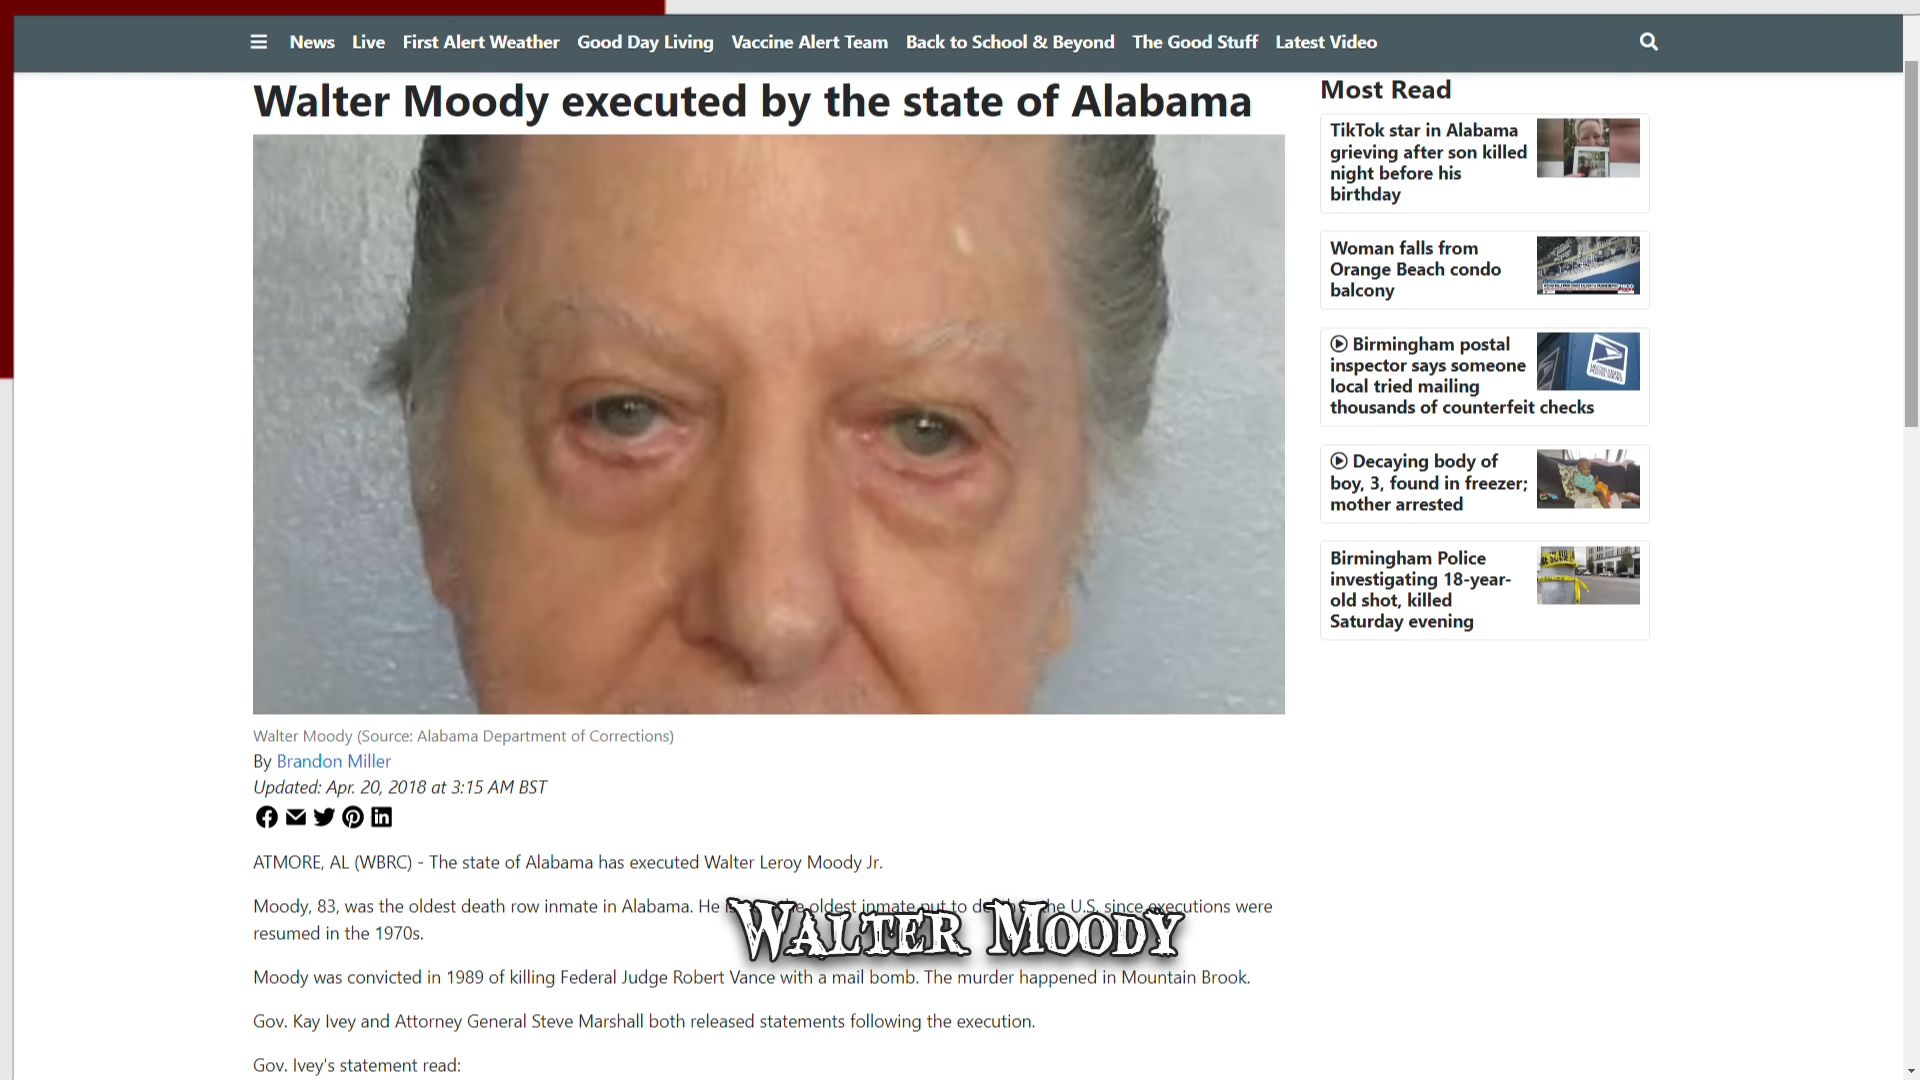 News Live First Alert Weather Good Day Living Vaccine Alert Team Back to School & Beyond The Good Stuff Latest Video
Walter Moody executed by the state of Alabama
Walter Moody (Source: Alabama Department of Corrections)
By Brandon Miller
Updated: Apr. 20, 2018 at 3:15 AM BST
ATMORE, AL (WBRC) - The state of Alabama has executed Walter Leroy Moody Jr.
Moody, 83, was the oldest death row inmate in Alabama. He oldest inmate put to the U.S. since executions were
resumed in the 1970s.
Walter Moody
Moody was convicted in 1989 of killing Federal Judge Robert Vance with a mail bomb. The murder happened in Mountain Brook.
Gov. Kay Ivey and Attorney General Steve Marshall both released statements following the execution.
Gov. Ivey's statement read:
Most Read
TikTok star in Alabama
grieving after son killed
night before his
birthday
Woman falls from
Orange Beach condo
balcony
Birmingham postal
inspector says someone
local tried mailing
thousands of counterfeit checks
Decaying body of
boy, 3, found in freezer;
mother arrested
Birmingham Police
investigating 18-year-
old shot, killed
Saturday evening